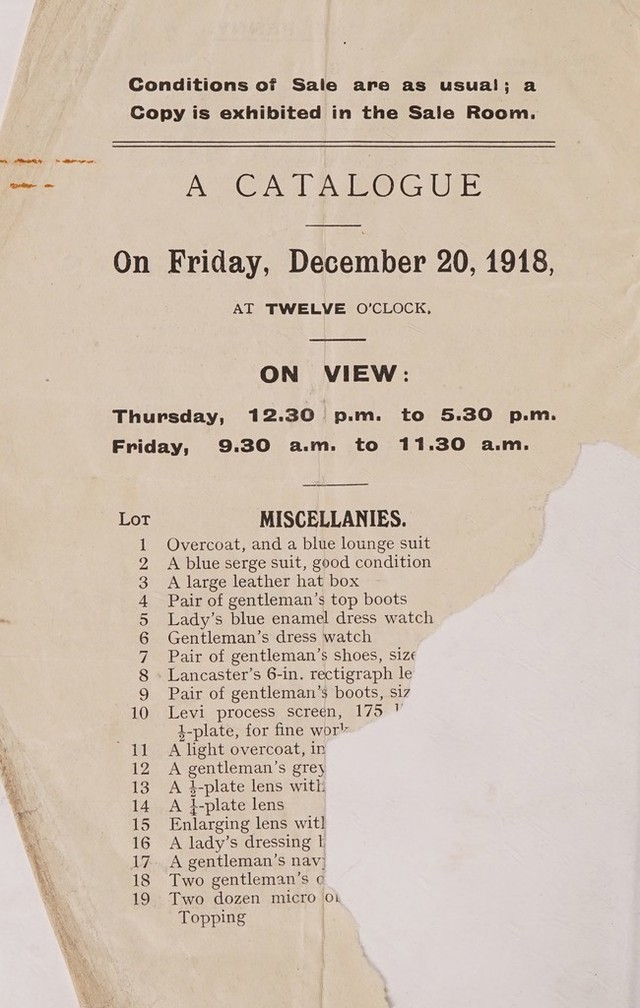 Conditions of Sale are as usual; a
Copy is exhibited in the Sale Room.
A CATALOGUE
On Friday, December 20, 1918,
AT TWELVE O'CLOCK.
ON VIEW:
Thursday, 12.30 p.m. to 5.30 p.m.
Friday, 9.30 a.m. to 11.30 a.m.
Lot MISCELLANIES.
1 Overcoat, and a blue lounge suit
2 A blue serge suit, good condition
3 A large leather hat box
4 Pair of gentleman's top boots
5 Lady's blue enamel dress watch
6 Gentleman's dress watch
7 Pair of gentleman's shoes, size
8 Lancaster's 6-in. rectigraph
9 Pair of gentleman's boots,
10 Levi process screen, 175
½-plate, for fine
11 A light overcoat,
12 A gentleman's grey
13 A ½-plate lens
14 A ¼-plate lens
15 Enlarging lens
16 A lady's dressing
17 A gentleman's
18 Two gentleman's
19 Two dozen micro
Topping